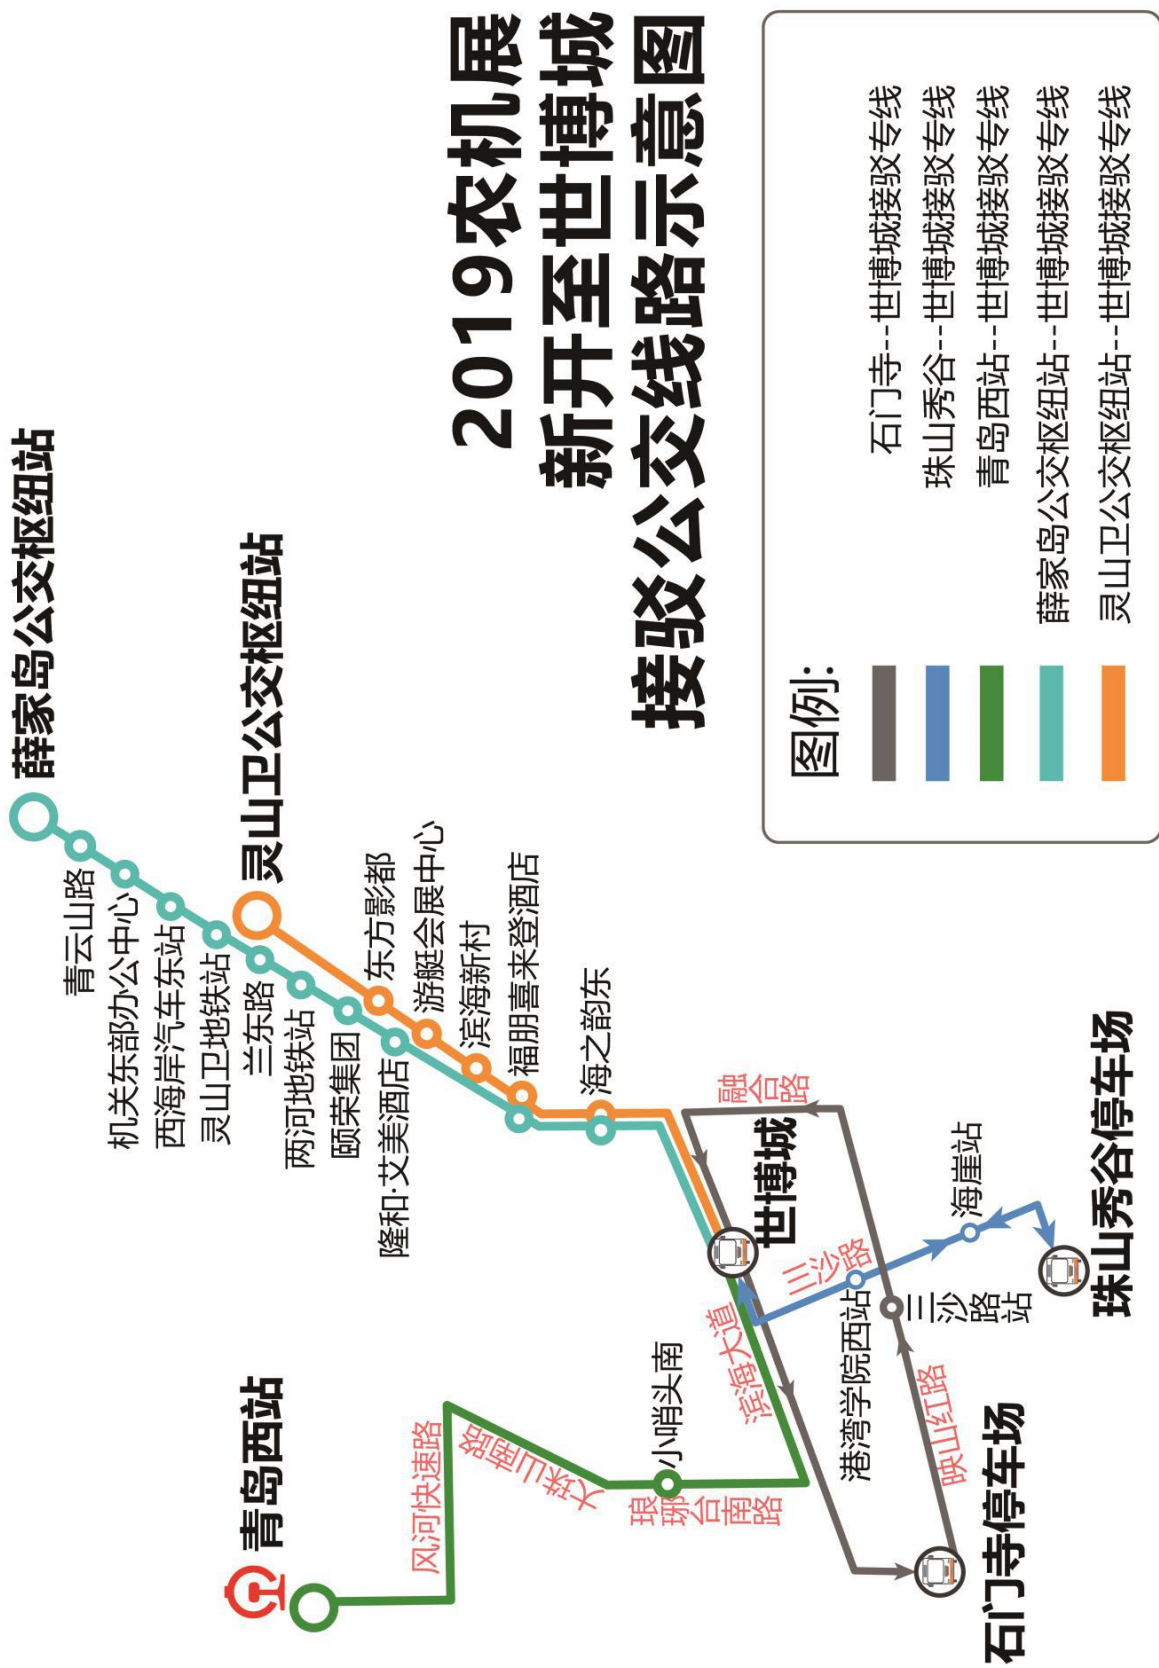 2019农机展
新开至世博城
接驳公交线路示意图
薛家岛公交枢纽站
青云山路
机关东部办公中心
西海岸汽车东站
灵山卫地铁站
兰东路
两河地铁站
颐荣集团
隆和·艾美酒店
灵山卫公交枢纽站
东方影都
游艇会展中心
滨海新村
福朋喜来登酒店
海之韵东
青岛西站
风河快速路
大珠山南路
琅琊台南路
小哨头南
滨海大道
世博城
融合路
三沙路
港湾学院西站
海崖站
三沙路站
映山红路
石门寺停车场
珠山秀谷停车场
图例:
石门寺--世博城接驳专线
珠山秀谷--世博城接驳专线
青岛西站--世博城接驳专线
薛家岛公交枢纽站--世博城接驳专线
灵山卫公交枢纽站--世博城接驳专线